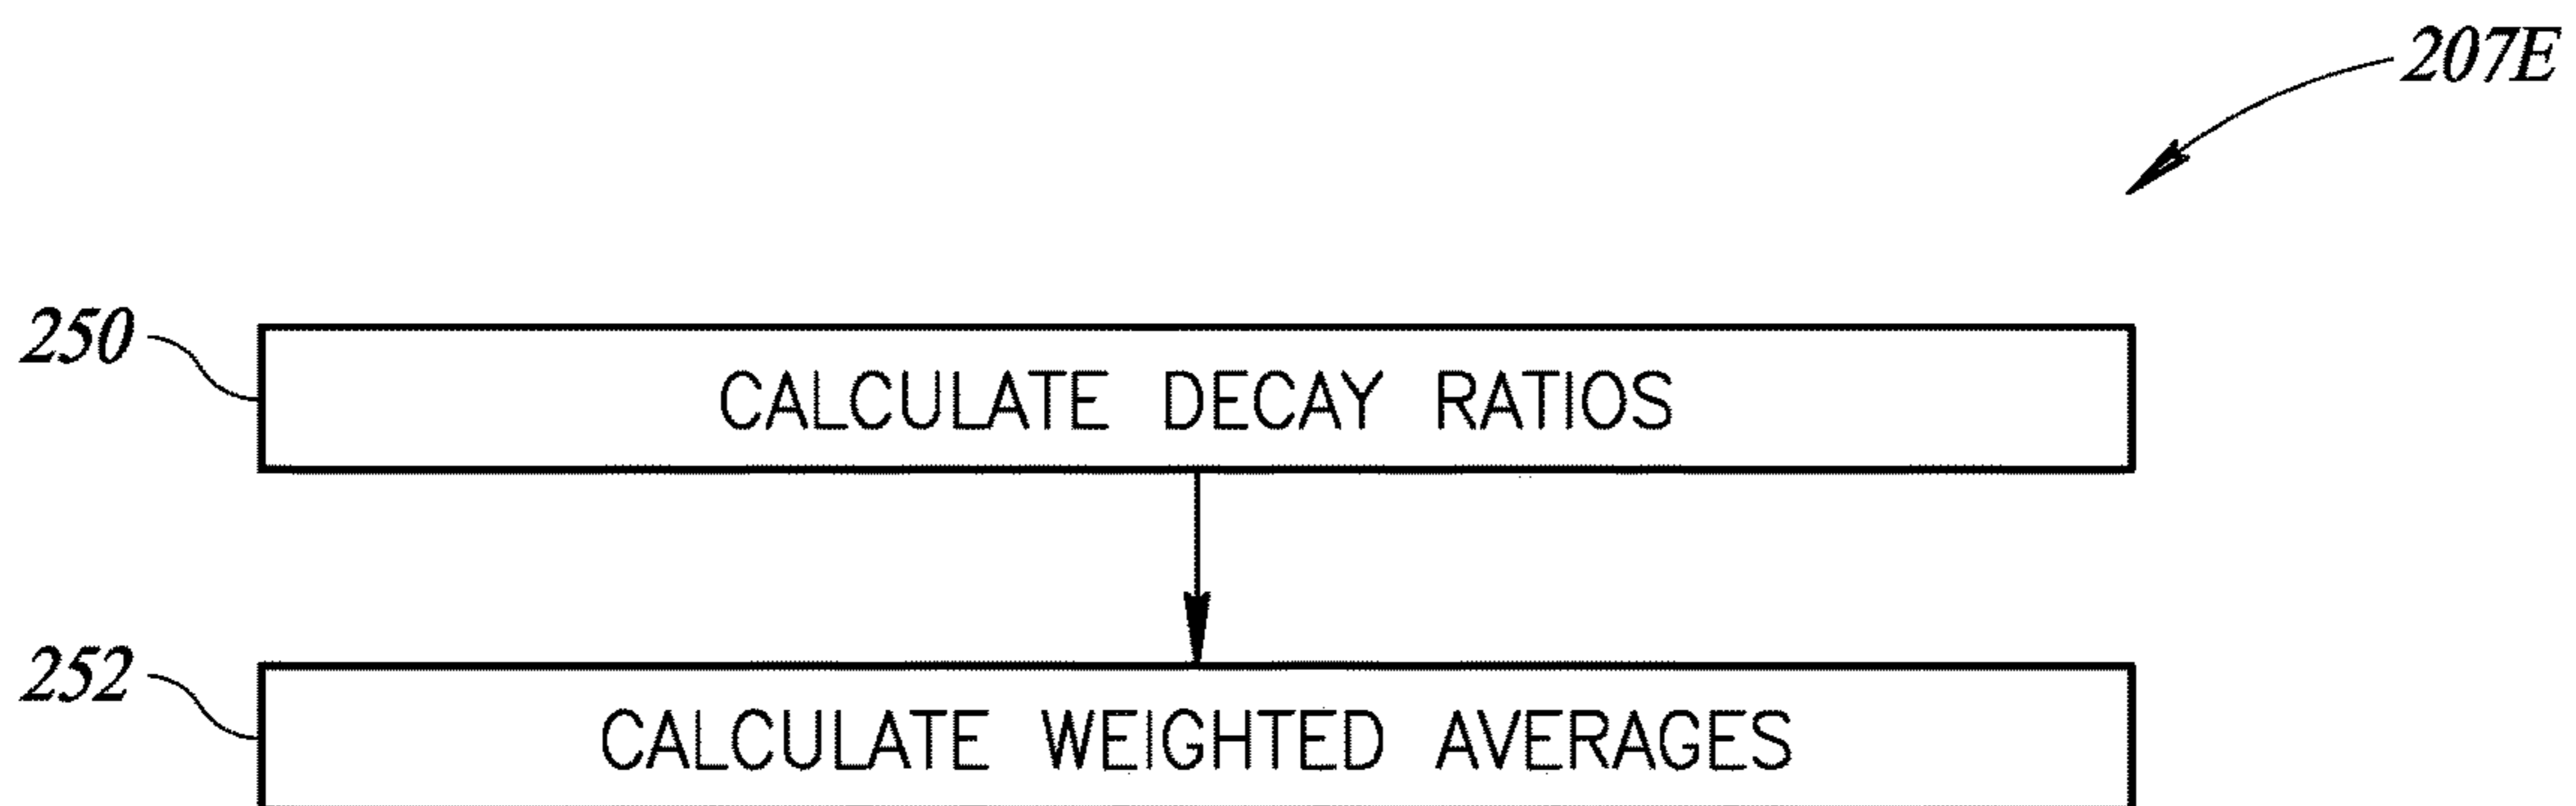 207E
250
CALCULATE DECAY RATIOS
252
CALCULATE WEIGHTED AVERAGES